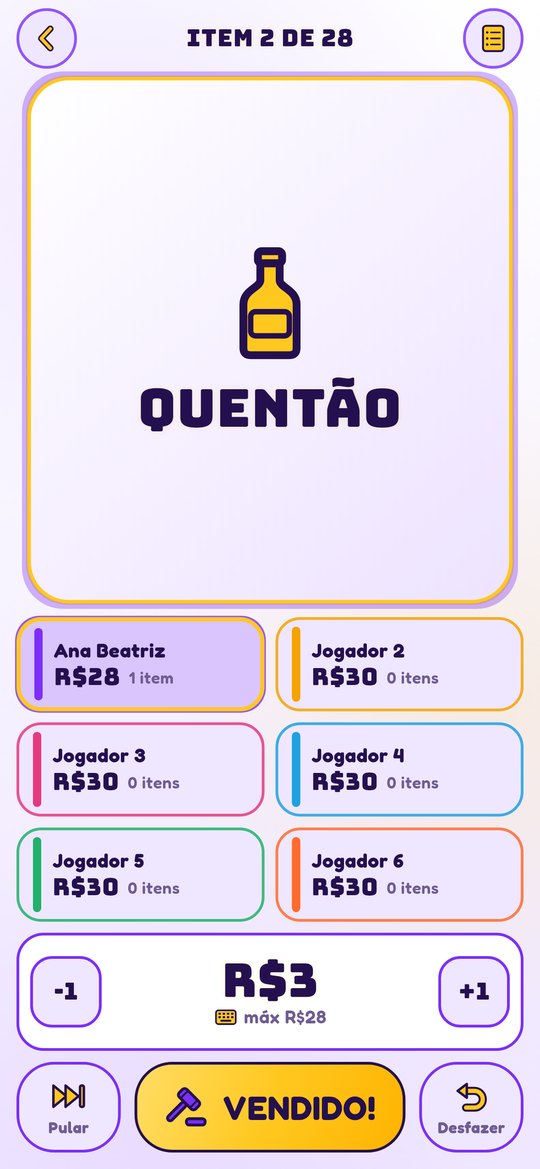 ITEM 2 DE 28
QUENTÃO
Ana Beatriz
R$28 1 item
Jogador 2
R$30 0 itens
Jogador 3
R$30 0 itens
Jogador 4
R$30 0 itens
Jogador 5
R$30 0 itens
Jogador 6
R$30 0 itens
-1
R$3
máx R$28
+1
Pular
VENDIDO!
Desfazer